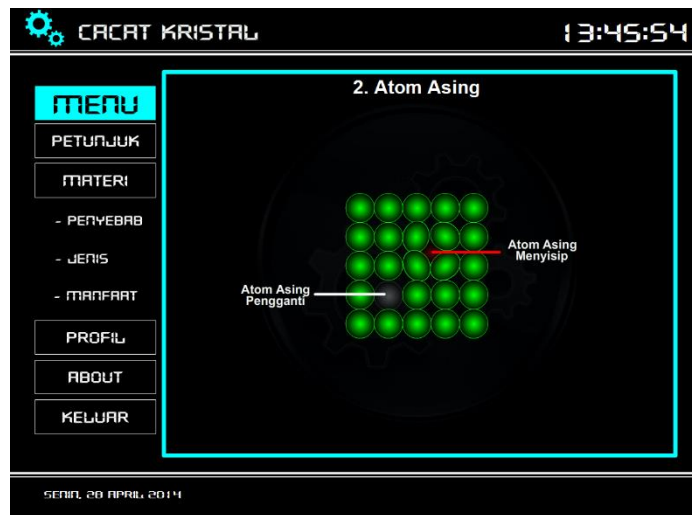 CACAT KRISTAL
13:45:54
MENU
PETUNJUK
MATERI
- PENYEBAB
- JENIS
- MANFAAT
PROFIL
ABOUT
KELUAR
2. Atom Asing
Atom Asing
Menyisip
Atom Asing
Pengganti
SENIN, 28 APRIL 2014